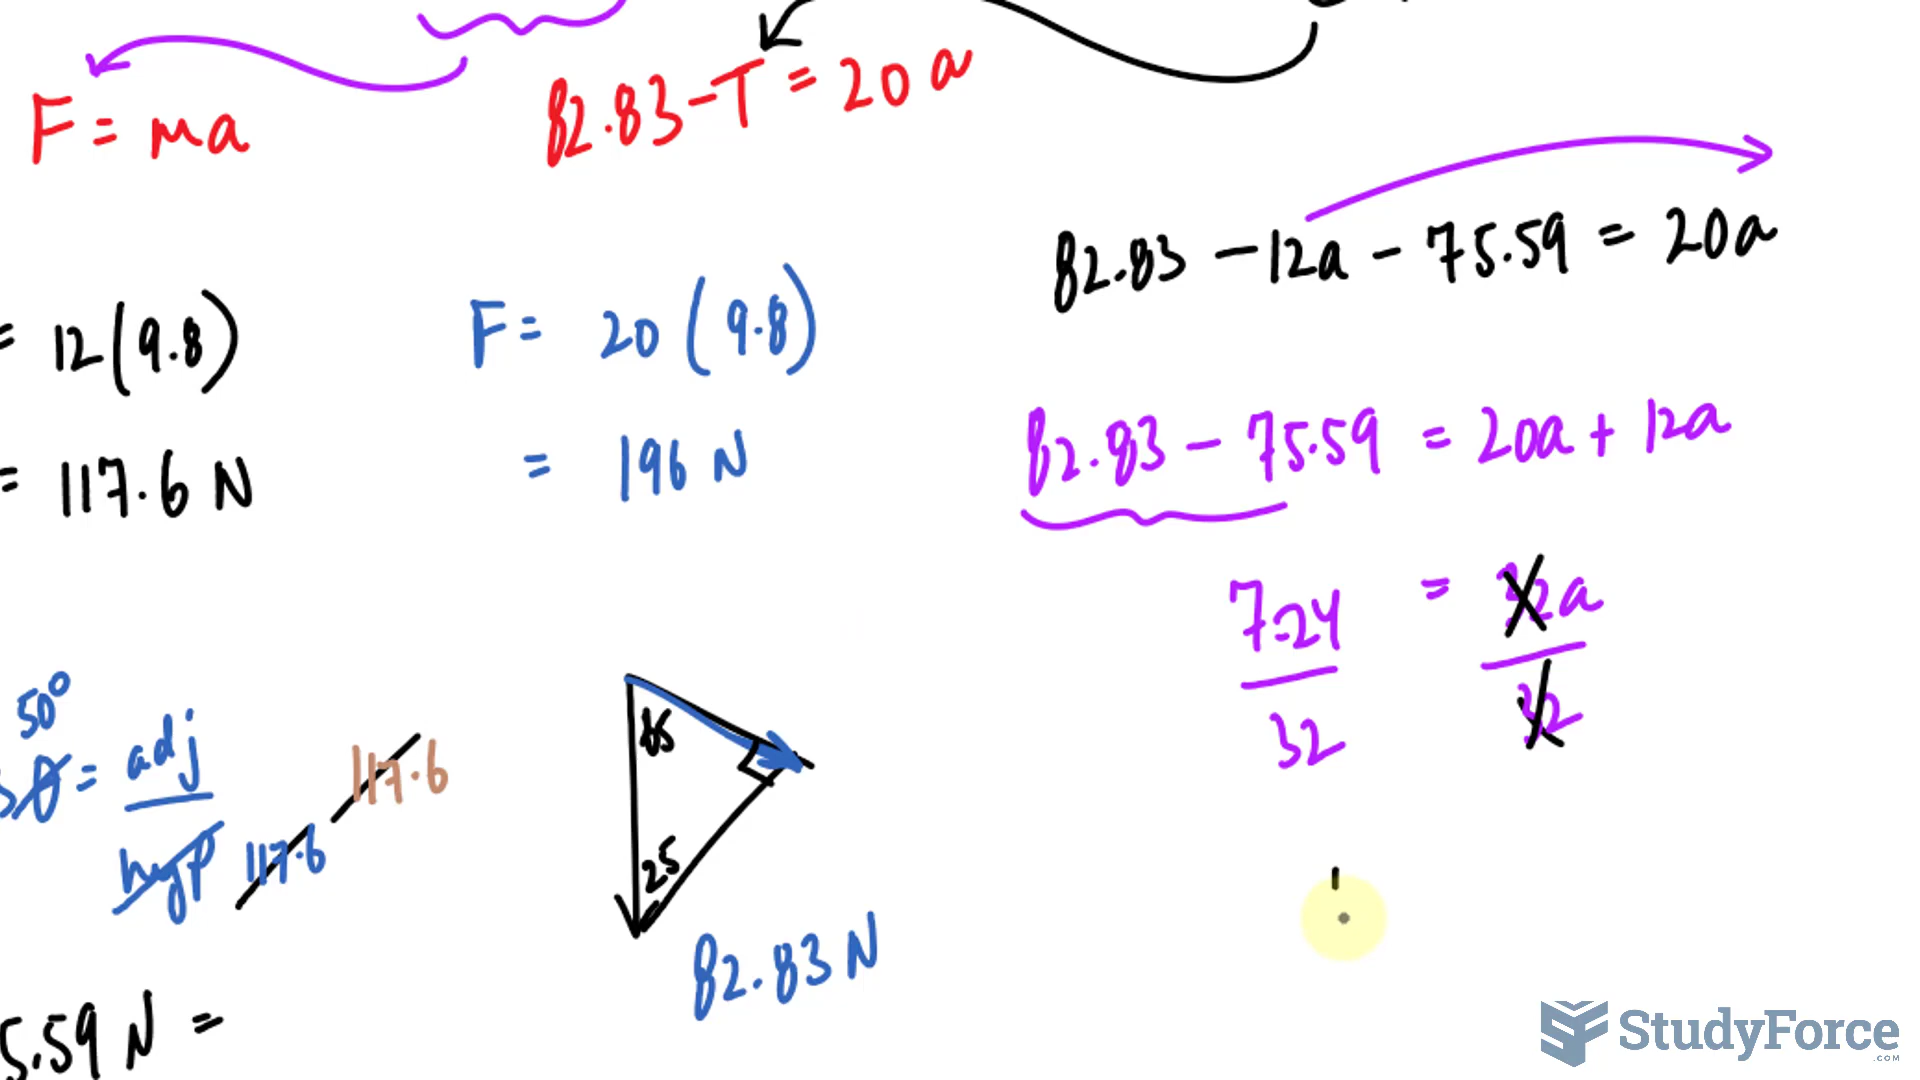 F = ma
82.83 - T = 20a
82.83 - 12a - 75.59 = 20a
= 12(9.8)
F = 20(9.8)
= 117.6 N
= 196 N
82.83 - 75.59 = 20a + 12a
7.24 = 32a
32 32
50°
θ = adj
hyp
117.6
117.6
65
25
82.83 N
5.59 N =
StudyForce
.COM